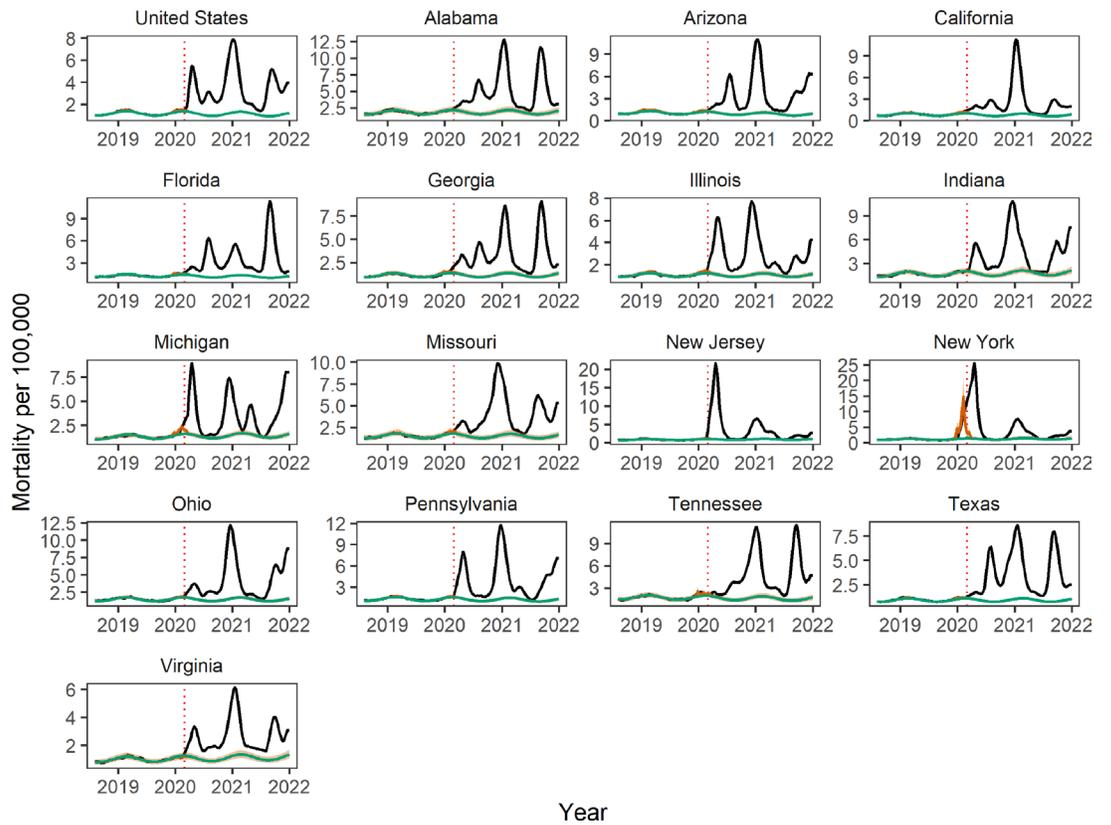 United States
Alabama
Arizona
California
8
6
4
2
2019 2020 2021 2022
12.5
10.0
7.5
5.0
2.5
2019 2020 2021 2022
9
6
3
0
2019 2020 2021 2022
9
6
3
0
2019 2020 2021 2022
Florida
Georgia
Illinois
Indiana
9
6
3
2019 2020 2021 2022
7.5
5.0
2.5
2019 2020 2021 2022
8
6
4
2
2019 2020 2021 2022
9
6
3
2019 2020 2021 2022
Mortality per 100,000
Michigan
Missouri
New Jersey
New York
7.5
5.0
2.5
2019 2020 2021 2022
10.0
7.5
5.0
2.5
2019 2020 2021 2022
20
15
10
5
0
2019 2020 2021 2022
25
20
15
10
5
0
2019 2020 2021 2022
Ohio
Pennsylvania
Tennessee
Texas
12.5
10.0
7.5
5.0
2.5
2019 2020 2021 2022
12
9
6
3
2019 2020 2021 2022
9
6
3
2019 2020 2021 2022
7.5
5.0
2.5
2019 2020 2021 2022
Virginia
6
4
2
2019 2020 2021 2022
Year